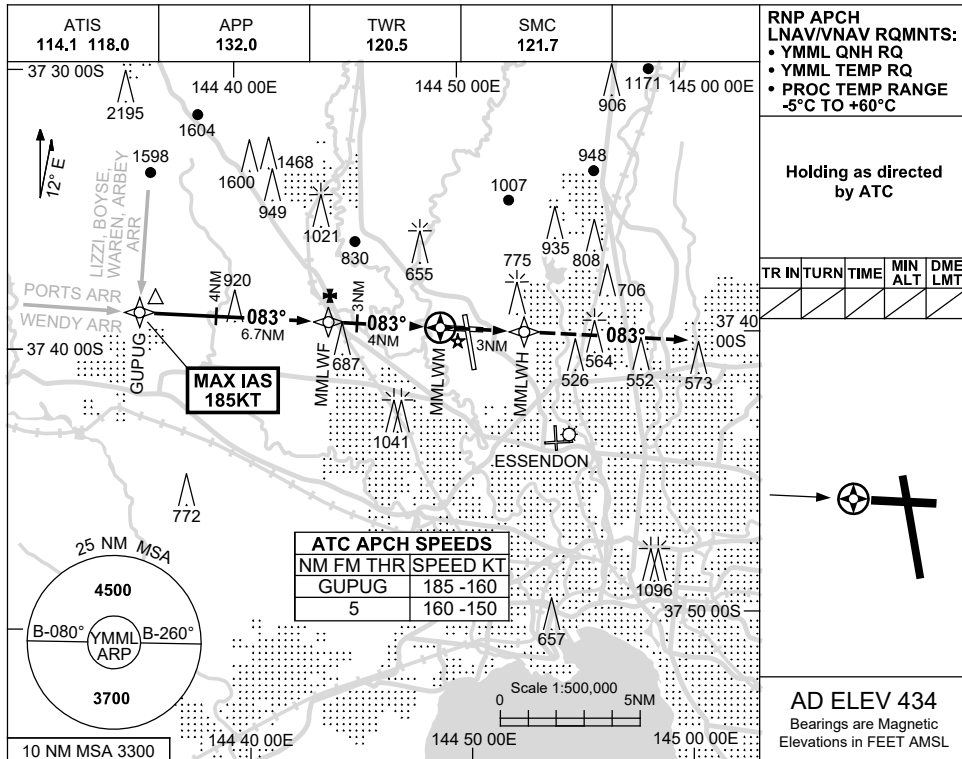 ATIS
114.1 118.0
APP
132.0
TWR
120.5
SMC
121.7
RNP APCH
LNAV/VNAV RQMNTS:
• YMML QNH RQ
• YMML TEMP RQ
• PROC TEMP RANGE
-5°C TO +60°C
Holding as directed
by ATC
TR IN
TURN
TIME
MIN
ALT
DME
LMT
37 30 00S
144 40 00E
144 50 00E
145 00 00E
12° E
2195
1604
906
1171
1598
1600
1468
949
948
1007
1021
830
655
935
808
775
706
LIZZI, BOYSE,
WAREN, ARBEY
ARR
PORTS ARR
WENDY ARR
920
4NM
083°
6.7NM
3NM
083°
4NM
3NM
083°
37 40
00S
37 40 00S
GUPUG
MMLWF
MMLWM
MMLWH
687
564
526
552
573
MAX IAS
185KT
1041
ESSENDON
772
ATC APCH SPEEDS
NM FM THR SPEED KT
GUPUG 185 -160
5 160 -150
1096
657
37 50 00S
25 NM MSA
4500
B-080°
YMML
ARP
B-260°
3700
10 NM MSA 3300
Scale 1:500,000
0 5NM
144 40 00E
144 50 00E
145 00 00E
AD ELEV 434
Bearings are Magnetic
Elevations in FEET AMSL